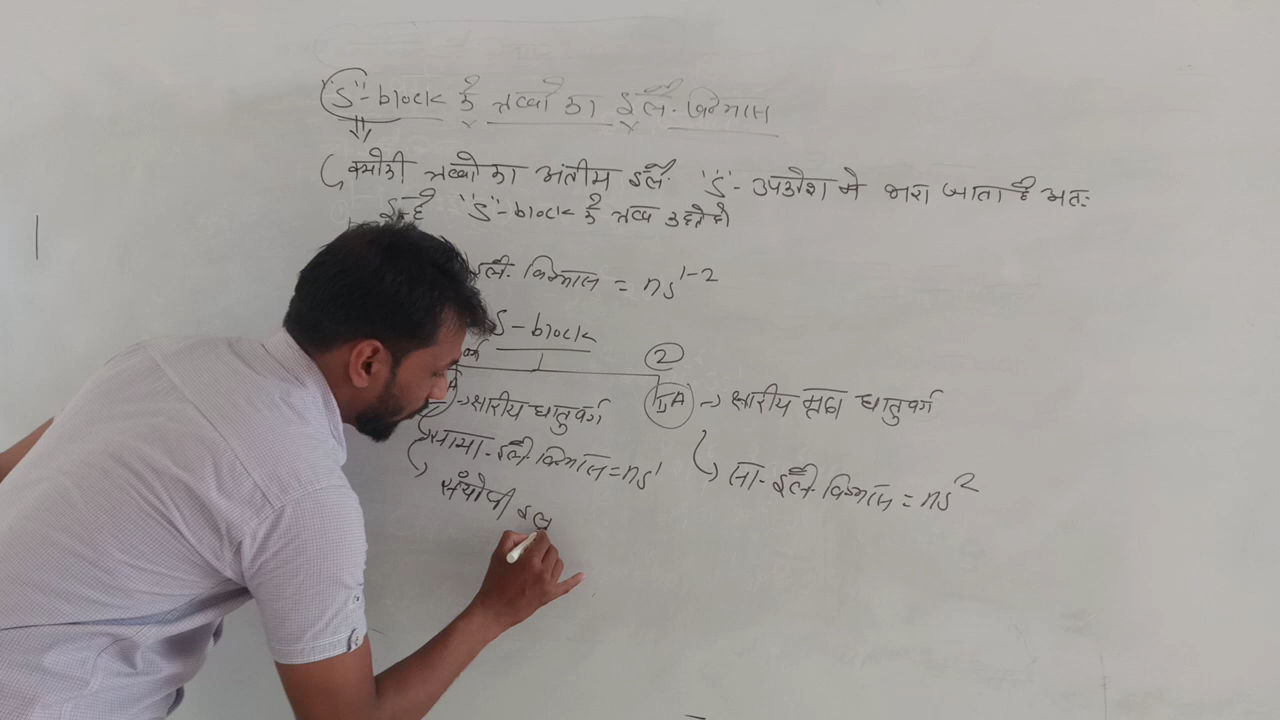 "S"-block के तत्वों का इलै. विन्यास
क्योकी तत्वो का अंतीम इलै. "S"- उपकोश मे भरा जाता है अतः
इन्हे "S"-block के तत्व कहते है
इलै. विन्यास = ns¹⁻²
S-block
वर्ग 2
A → क्षारीय धातु वर्ग IIA → क्षारीय मृदा धातु वर्ग
सामा. इलै. विन्यास = ns¹ सा. इलै. विन्यास = ns²
संयोजी इले